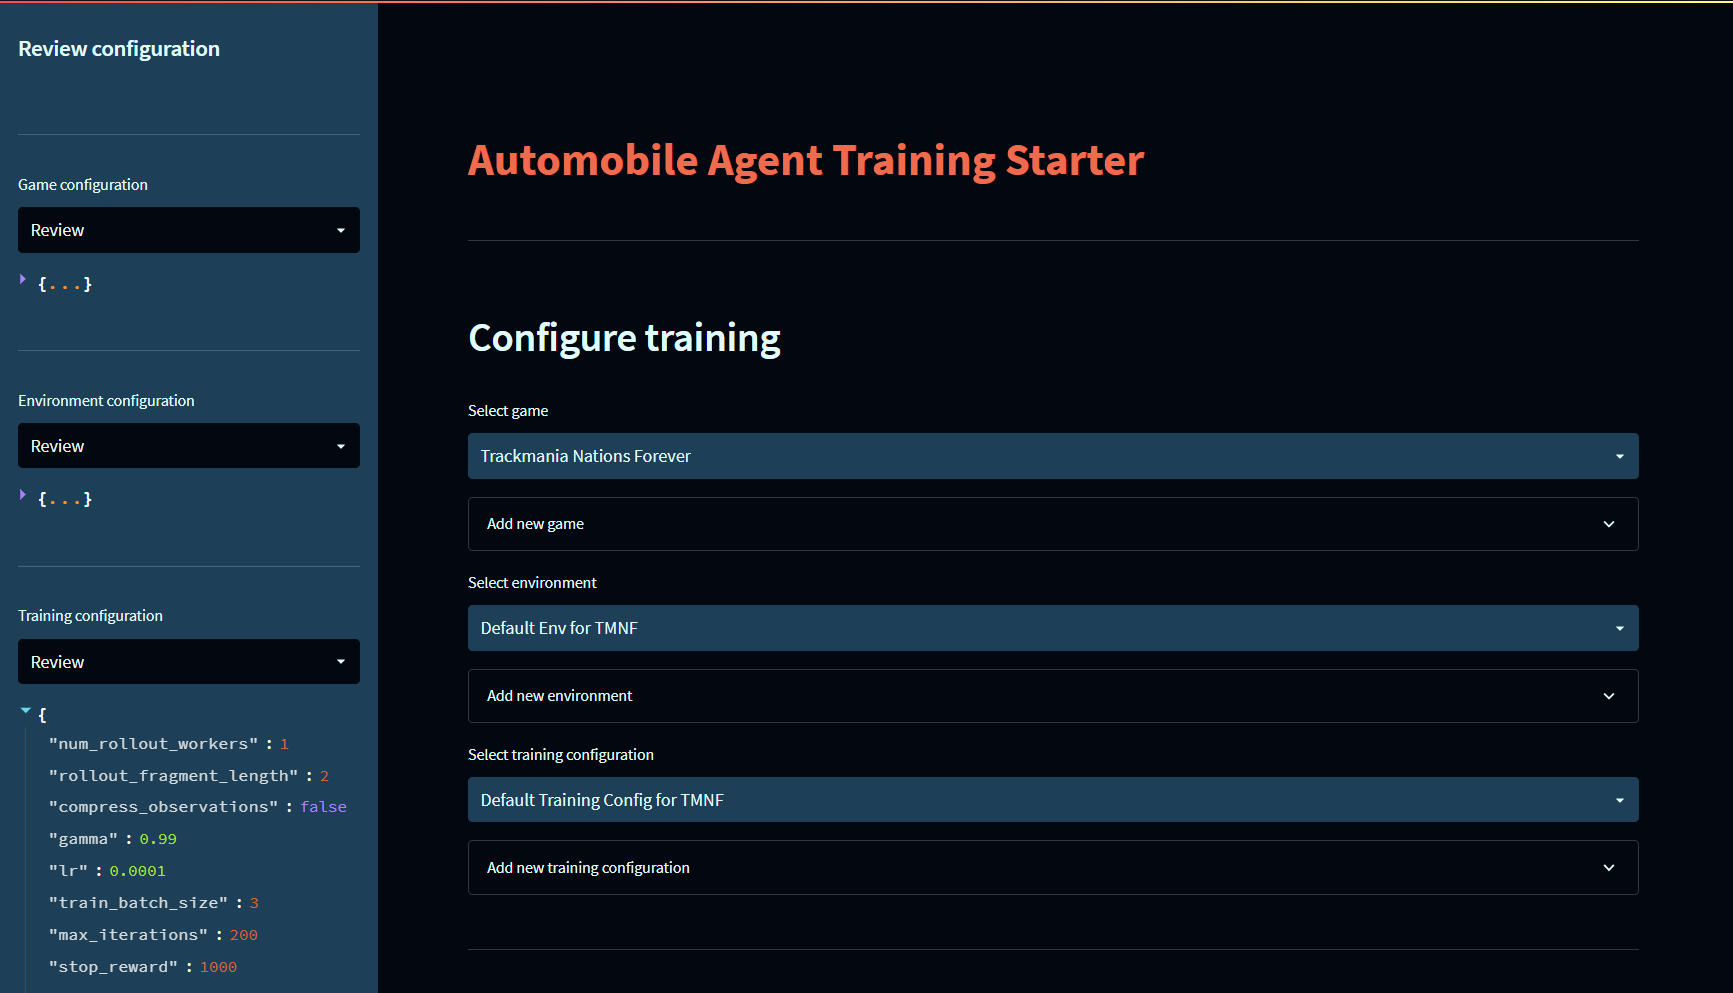 Review configuration
Game configuration
Review
{...}
Environment configuration
Review
{...}
Training configuration
Review
{
"num_rollout_workers" : 1
"rollout_fragment_length" : 2
"compress_observations" : false
"gamma" : 0.99
"lr" : 0.0001
"train_batch_size" : 3
"max_iterations" : 200
"stop_reward" : 1000
Automobile Agent Training Starter
Configure training
Select game
Trackmania Nations Forever
Add new game
Select environment
Default Env for TMNF
Add new environment
Select training configuration
Default Training Config for TMNF
Add new training configuration